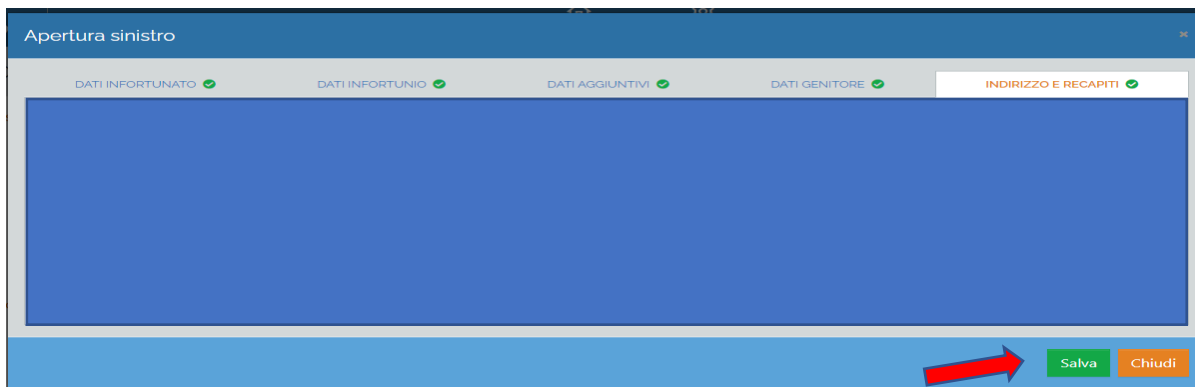 Apertura sinistro
DATI INFORTUNATO DATI INFORTUNIO DATI AGGIUNTIVI DATI GENITORE INDIRIZZO E RECAPITI
Salva Chiudi